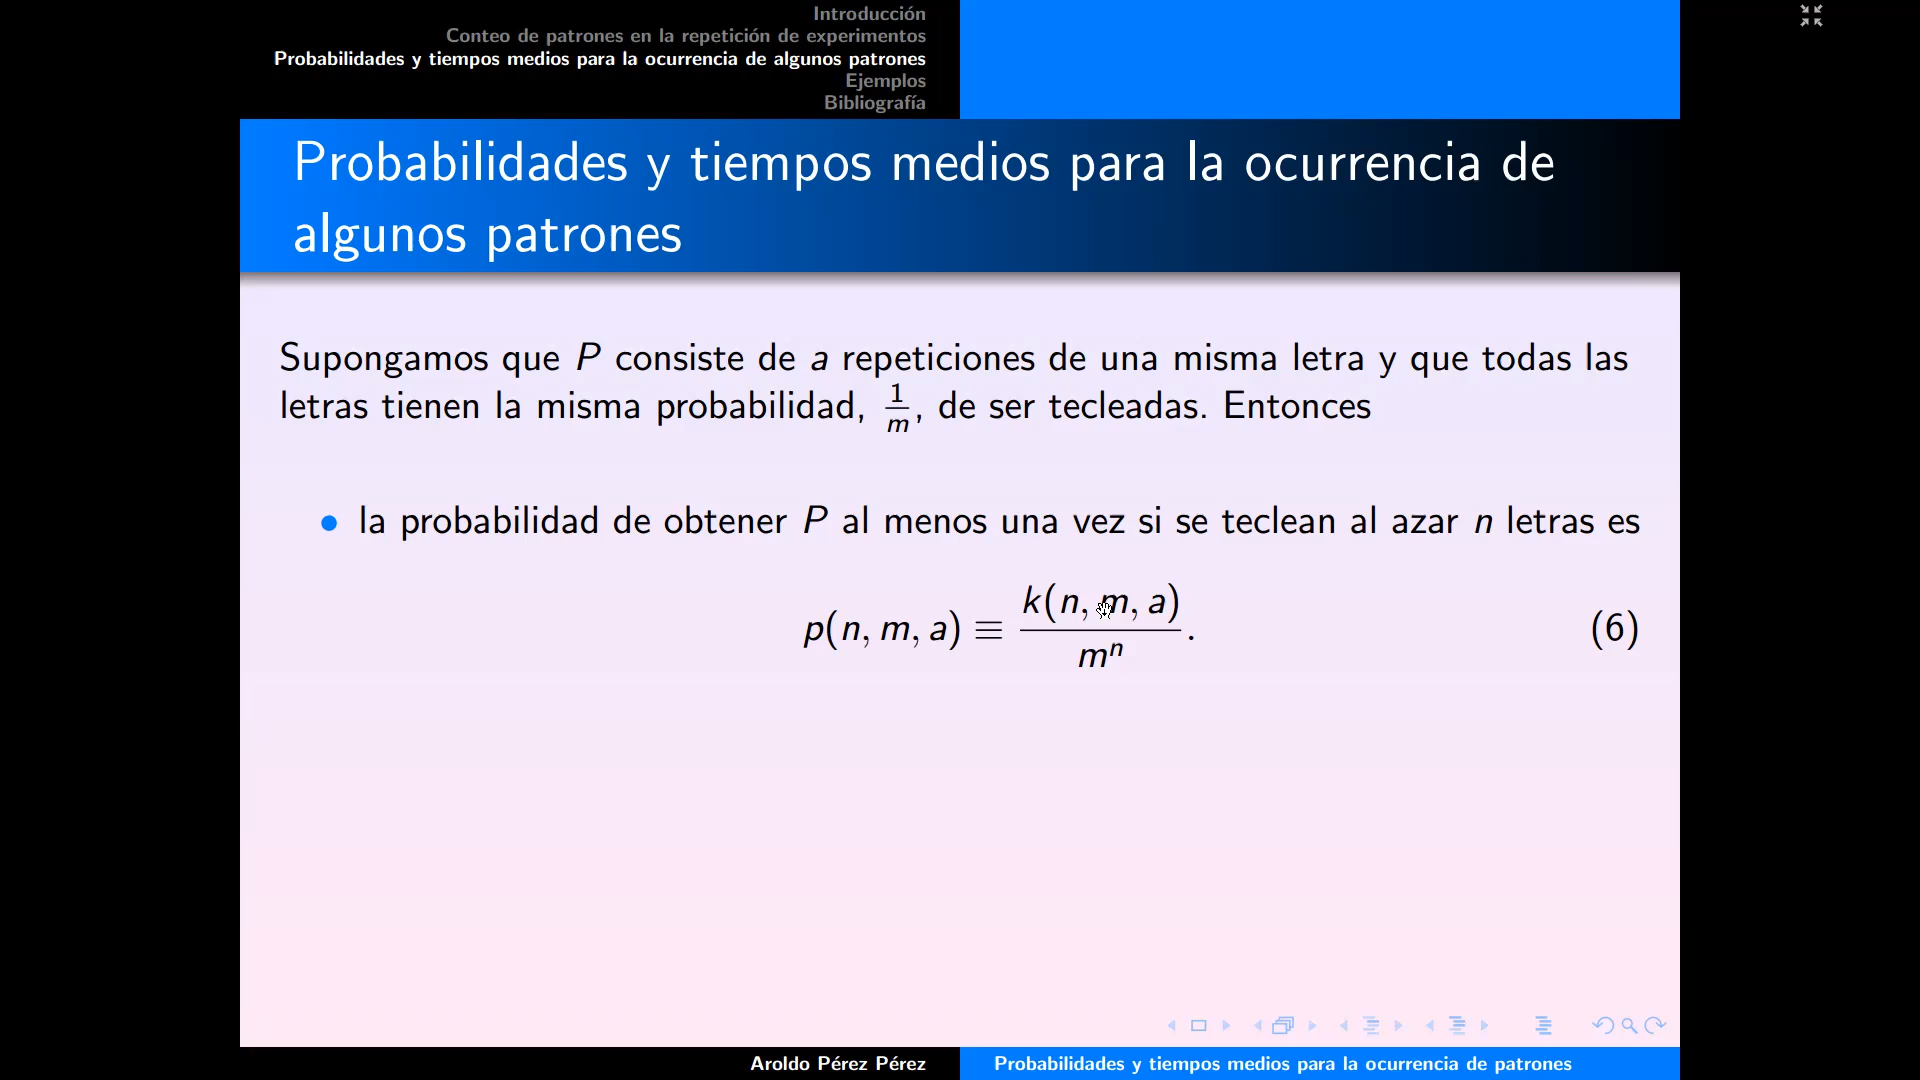 Introducción
Conteo de patrones en la repetición de experimentos
Probabilidades y tiempos medios para la ocurrencia de algunos patrones
Ejemplos
Bibliografía
Probabilidades y tiempos medios para la ocurrencia de
algunos patrones
Supongamos que P consiste de a repeticiones de una misma letra y que todas las
letras tienen la misma probabilidad, 1/m, de ser tecleadas. Entonces
• la probabilidad de obtener P al menos una vez si se teclean al azar n letras es
p(n, m, a) ≡ k(n, m, a)/mⁿ. (6)
Aroldo Pérez Pérez
Probabilidades y tiempos medios para la ocurrencia de patrones